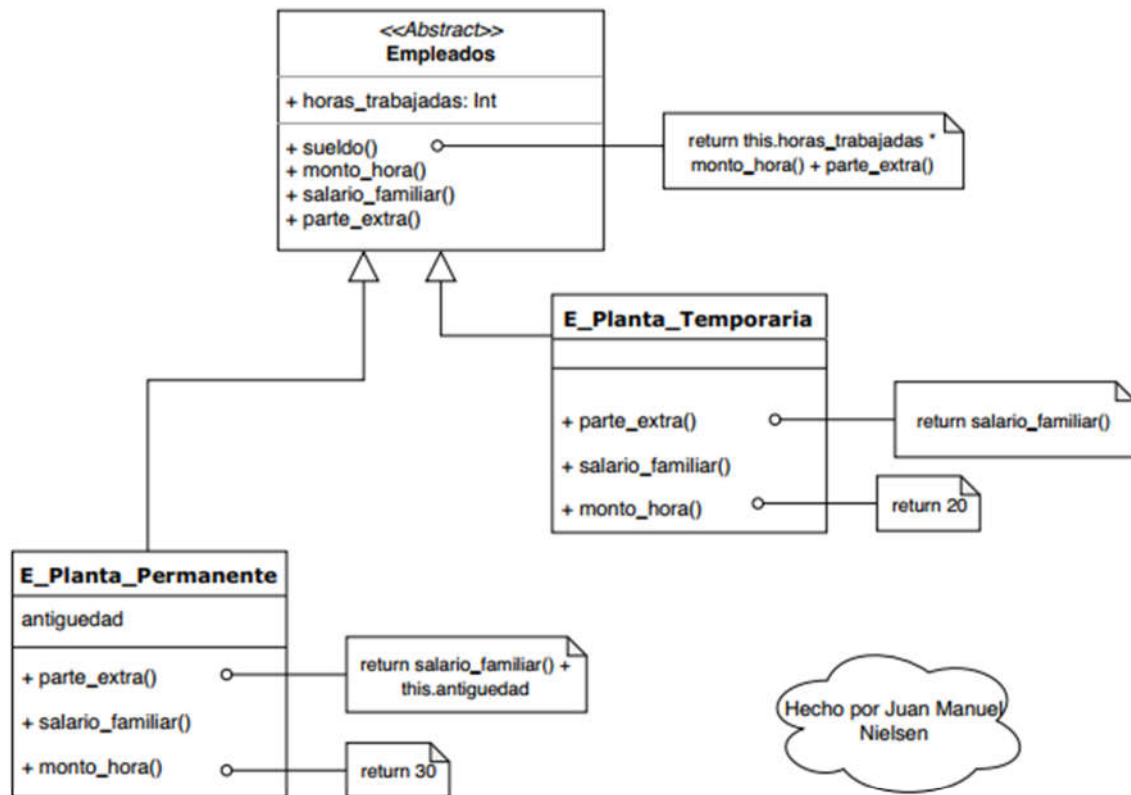 <<Abstract>>
Empleados
+ horas_trabajadas: Int
+ sueldo()
+ monto_hora()
+ salario_familiar()
+ parte_extra()
return this.horas_trabajadas *
monto_hora() + parte_extra()
E_Planta_Temporaria
+ parte_extra()
+ salario_familiar()
+ monto_hora()
return salario_familiar()
return 20
E_Planta_Permanente
antiguedad
+ parte_extra()
+ salario_familiar()
+ monto_hora()
return salario_familiar() +
this.antiguedad
return 30
Hecho por Juan Manuel
Nielsen